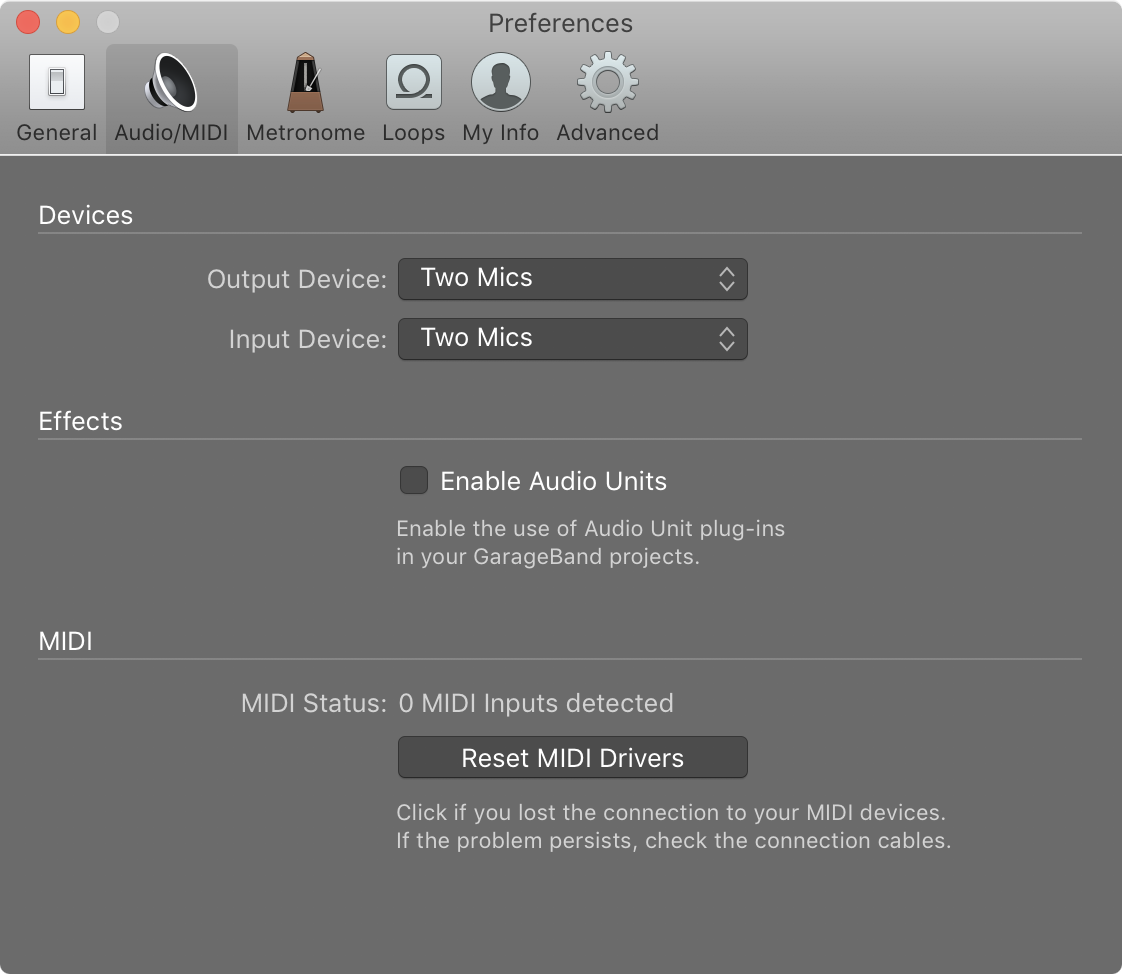 Preferences
General
Audio/MIDI
Metronome
Loops
My Info
Advanced
Devices
Output Device: Two Mics
Input Device: Two Mics
Effects
Enable Audio Units
Enable the use of Audio Unit plug-ins
in your GarageBand projects.
MIDI
MIDI Status: 0 MIDI Inputs detected
Reset MIDI Drivers
Click if you lost the connection to your MIDI devices.
If the problem persists, check the connection cables.